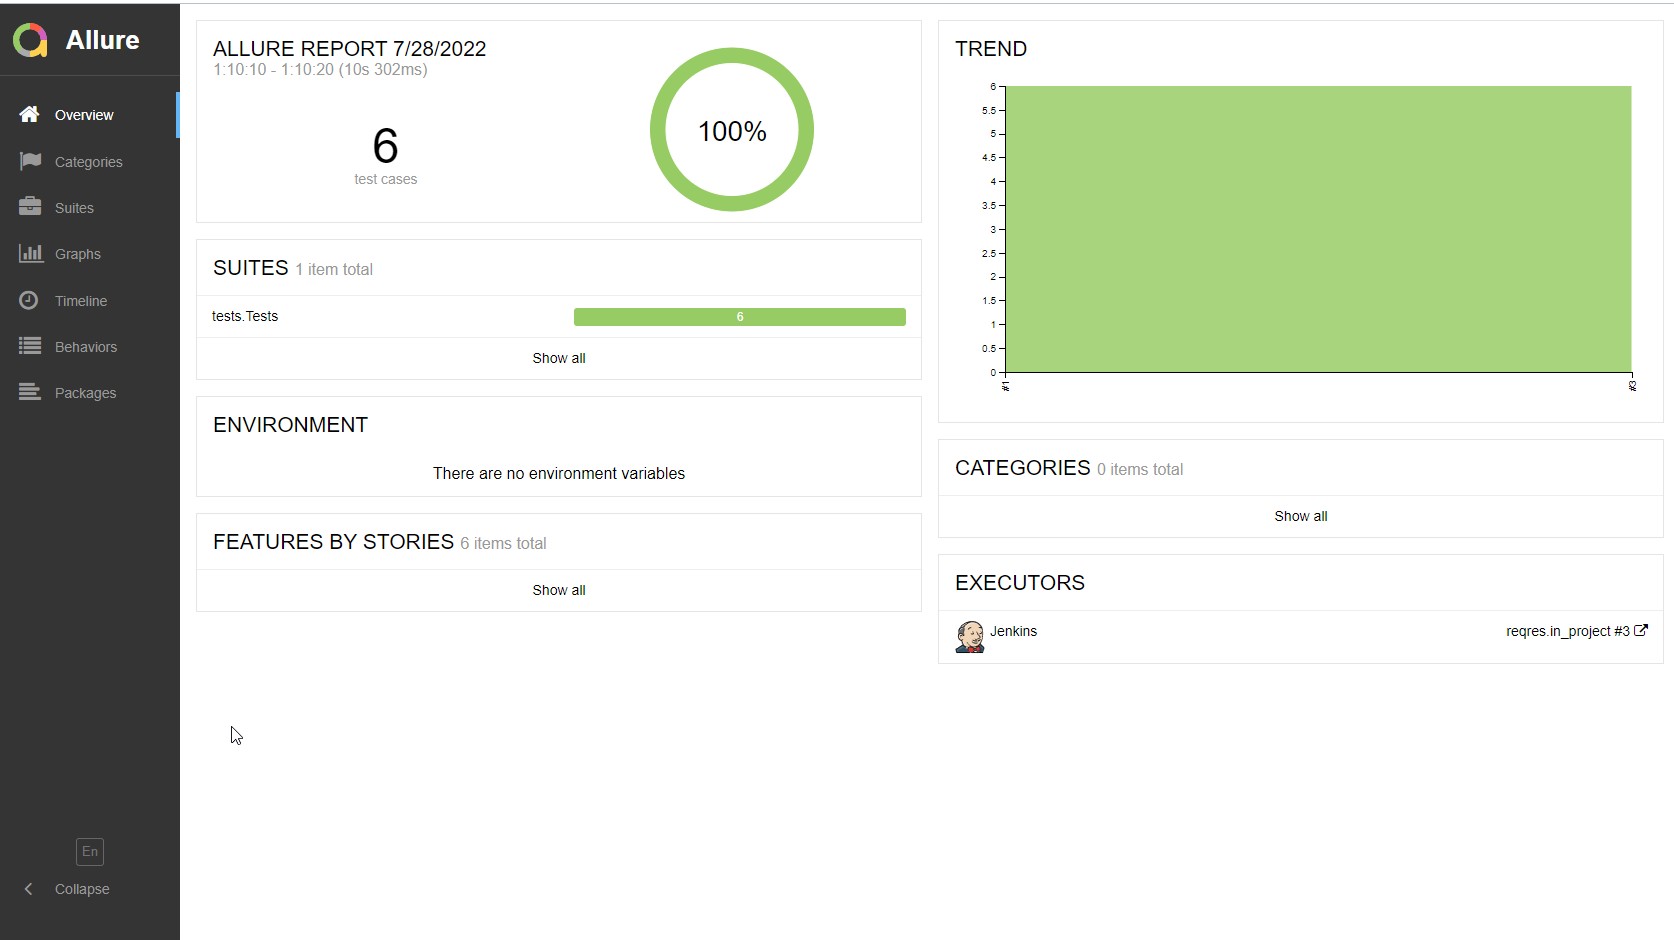 Allure
Overview
Categories
Suites
Graphs
Timeline
Behaviors
Packages
En
Collapse
ALLURE REPORT 7/28/2022
1:10:10 - 1:10:20 (10s 302ms)
6
test cases
100%
SUITES 1 item total
tests.Tests 6
Show all
ENVIRONMENT
There are no environment variables
FEATURES BY STORIES 6 items total
Show all
TREND
6
5.5
5
4.5
4
3.5
3
2.5
2
1.5
1
0.5
0
#1 #3
CATEGORIES 0 items total
Show all
EXECUTORS
Jenkins reqres.in_project #3